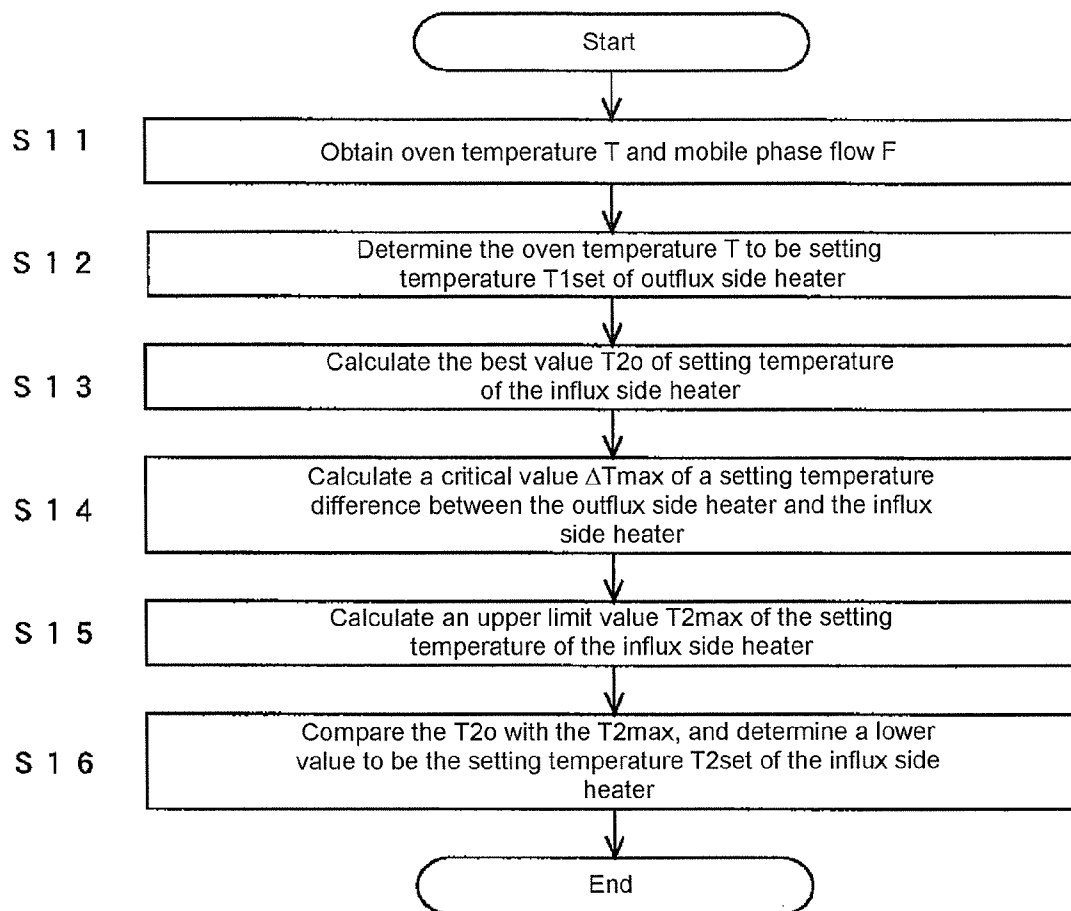 Start
S 1 1
Obtain oven temperature T and mobile phase flow F
S 1 2
Determine the oven temperature T to be setting
temperature T1set of outflux side heater
S 1 3
Calculate the best value T2o of setting temperature
of the influx side heater
S 1 4
Calculate a critical value ΔTmax of a setting temperature
difference between the outflux side heater and the influx
side heater
S 1 5
Calculate an upper limit value T2max of the setting
temperature of the influx side heater
S 1 6
Compare the T2o with the T2max, and determine a lower
value to be the setting temperature T2set of the influx side
heater
End